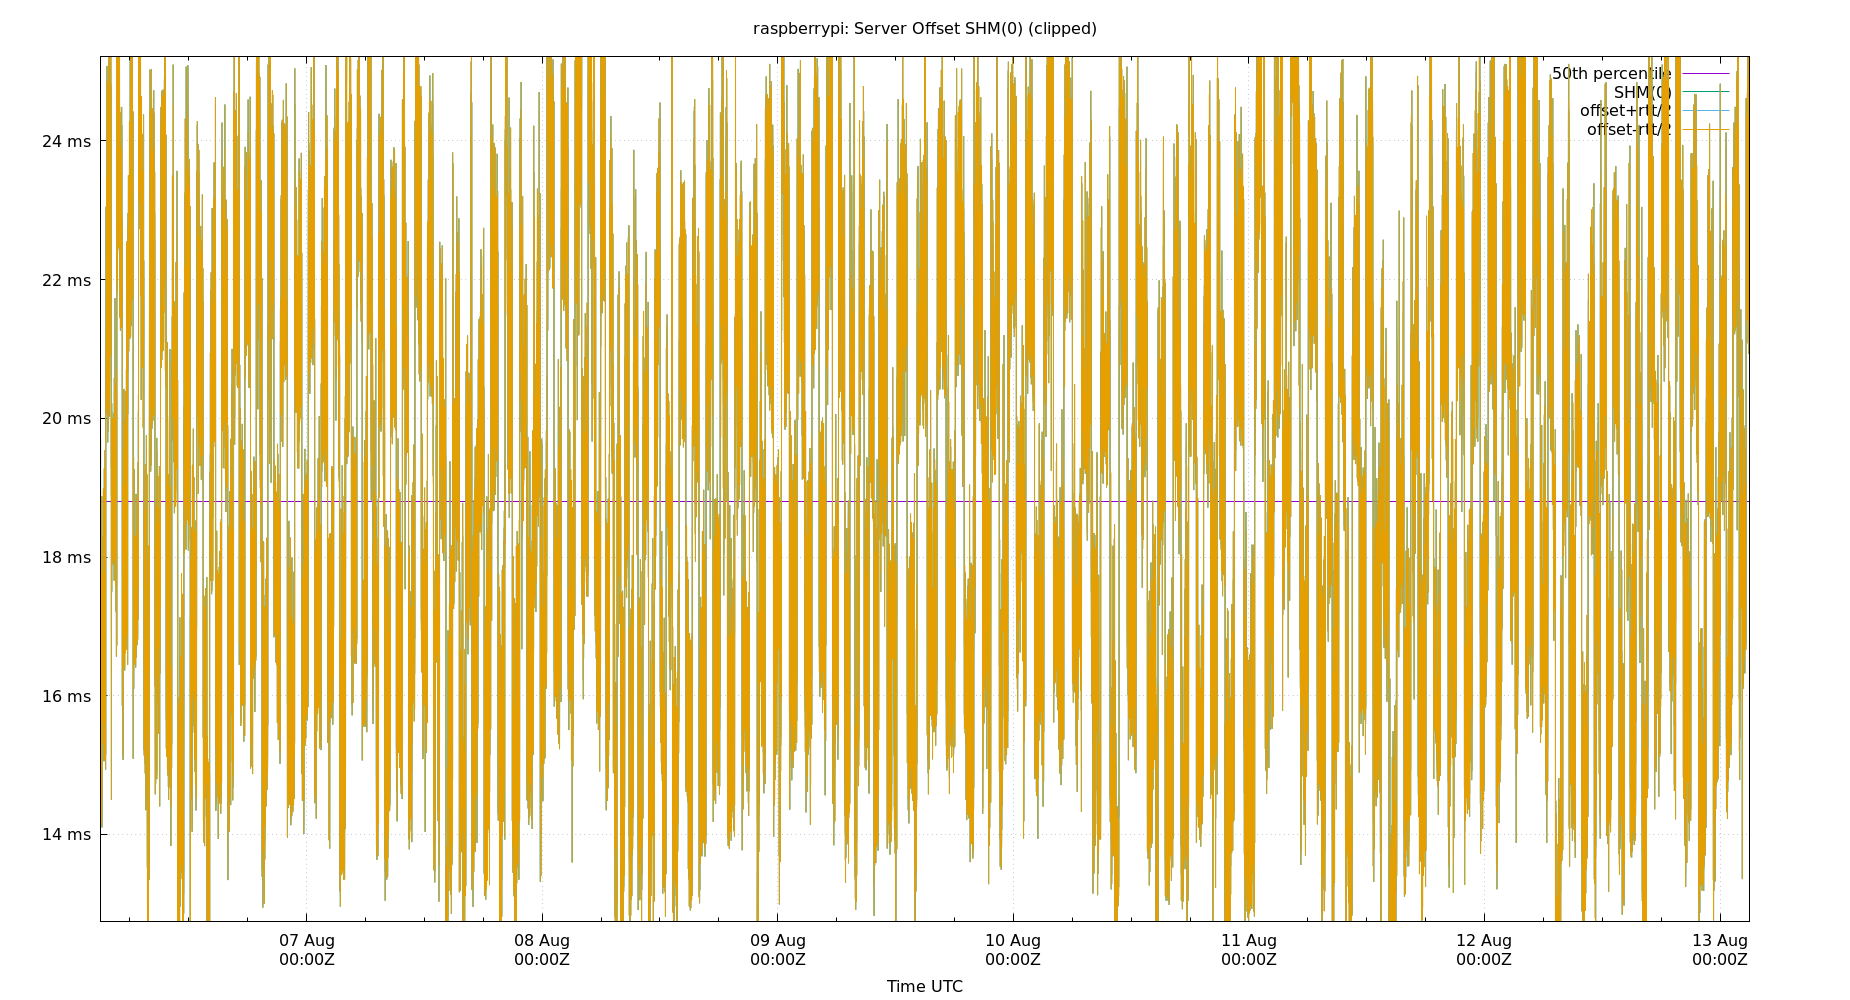 raspberrypi: Server Offset SHM(0) (clipped)
50th percentile
SHM(0)
offset+rtt/2
offset-rtt/2
24 ms
22 ms
20 ms
18 ms
16 ms
14 ms
07 Aug 08 Aug 09 Aug 10 Aug 11 Aug 12 Aug 13 Aug
00:00Z 00:00Z 00:00Z 00:00Z 00:00Z 00:00Z 00:00Z
Time UTC